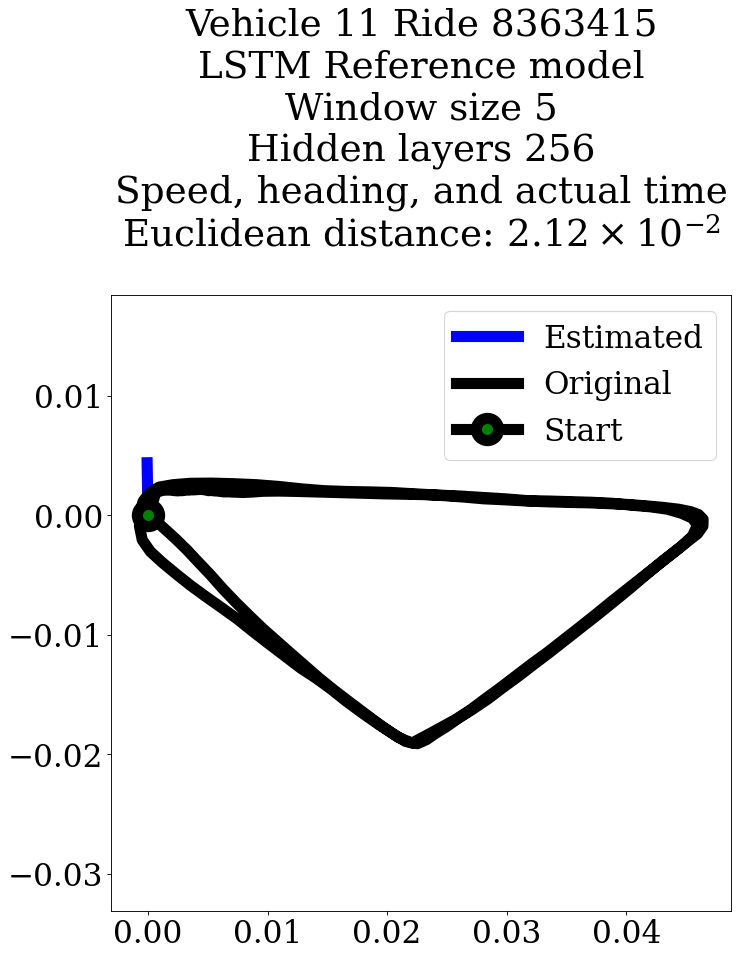 Vehicle 11 Ride 8363415
LSTM Reference model
Window size 5
Hidden layers 256
Speed, heading, and actual time
Euclidean distance: 2.12 × 10⁻²
Estimated
Original
Start
0.01
0.00
−0.01
−0.02
−0.03
0.00 0.01 0.02 0.03 0.04